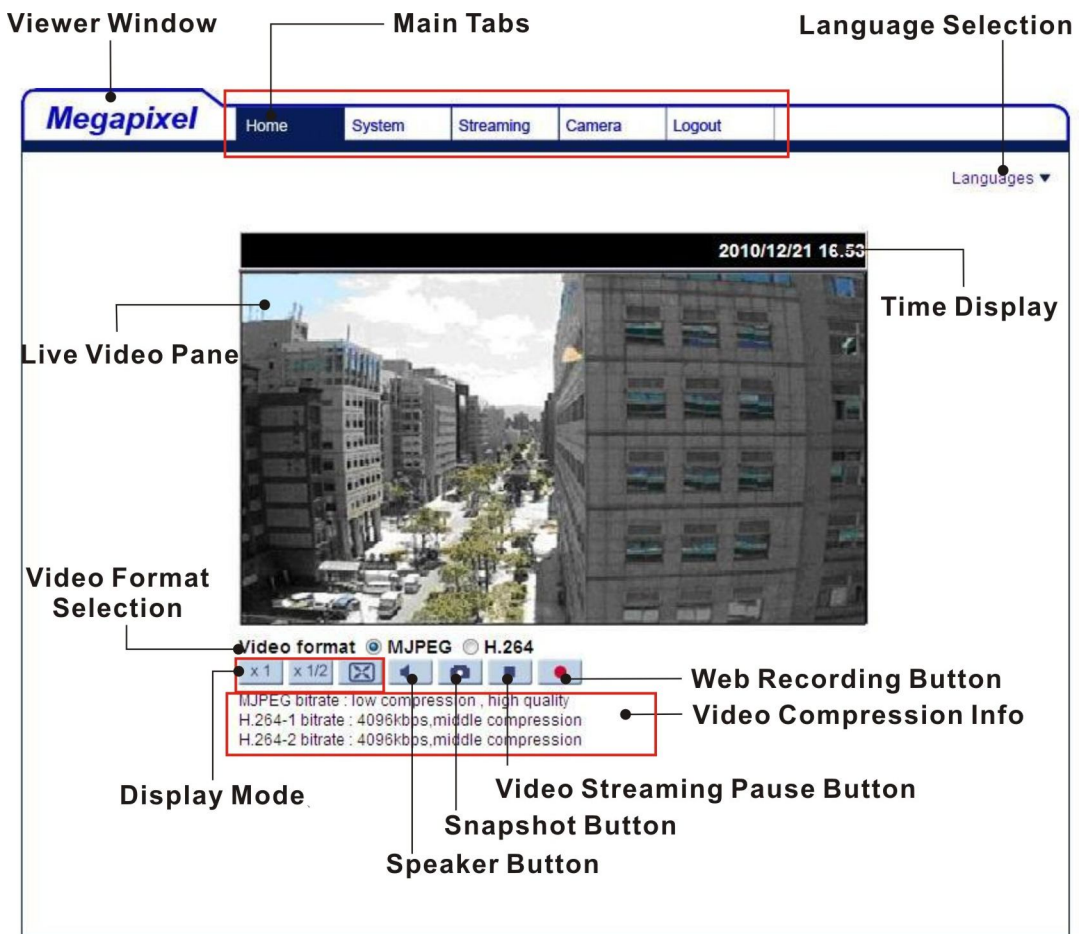 Viewer Window
Main Tabs
Language Selection
Megapixel
Home
System
Streaming
Camera
Logout
Languages
2010/12/21 16:53
Time Display
Live Video Pane
Video Format
Selection
Video format MJPEG H.264
x 1
x 1/2
Web Recording Button
MJPEG bitrate : low compression , high quality
H.264-1 bitrate : 4096kbps,middle compression
H.264-2 bitrate : 4096kbps,middle compression
Video Compression Info
Display Mode
Video Streaming Pause Button
Snapshot Button
Speaker Button